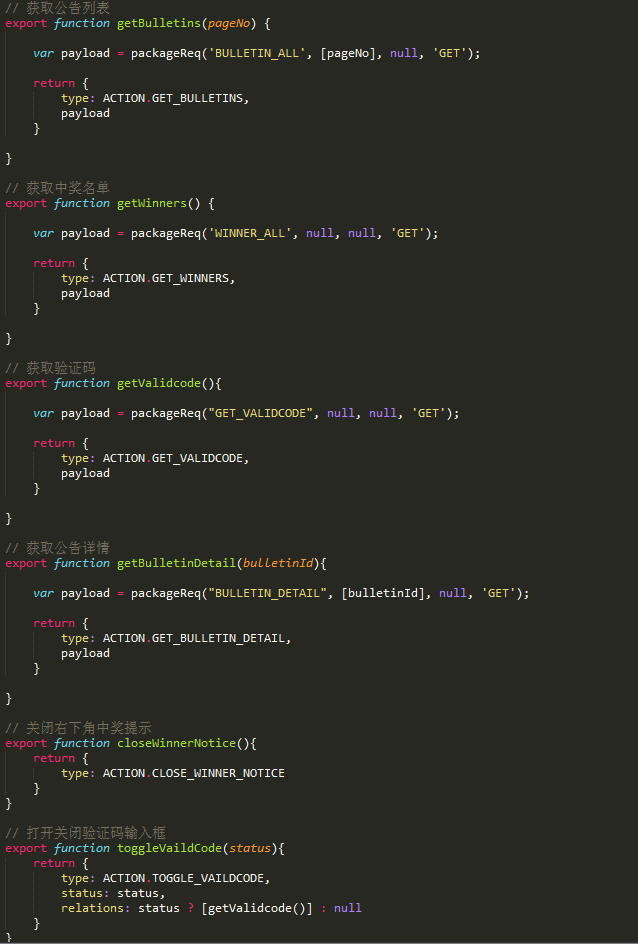 // 获取公告列表
export function getBulletins(pageNo) {
var payload = packageReq('BULLETIN_ALL', [pageNo], null, 'GET');
return {
type: ACTION.GET_BULLETINS,
payload
}
}
// 获取中奖名单
export function getWinners() {
var payload = packageReq('WINNER_ALL', null, null, 'GET');
return {
type: ACTION.GET_WINNERS,
payload
}
}
// 获取验证码
export function getValidcode(){
var payload = packageReq("GET_VALIDCODE", null, null, 'GET');
return {
type: ACTION.GET_VALIDCODE,
payload
}
}
// 获取公告详情
export function getBulletinDetail(bulletinId){
var payload = packageReq("BULLETIN_DETAIL", [bulletinId], null, 'GET');
return {
type: ACTION.GET_BULLETIN_DETAIL,
payload
}
}
// 关闭右下角中奖提示
export function closeWinnerNotice(){
return {
type: ACTION.CLOSE_WINNER_NOTICE
}
}
// 打开关闭验证码输入框
export function toggleVaildCode(status){
return {
type: ACTION.TOGGLE_VAILDCODE,
status: status,
relations: status ? [getValidcode()] : null
}
}